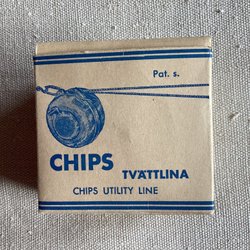 Pat. s.
CHIPS TVÄTTLINA
CHIPS UTILITY LINE